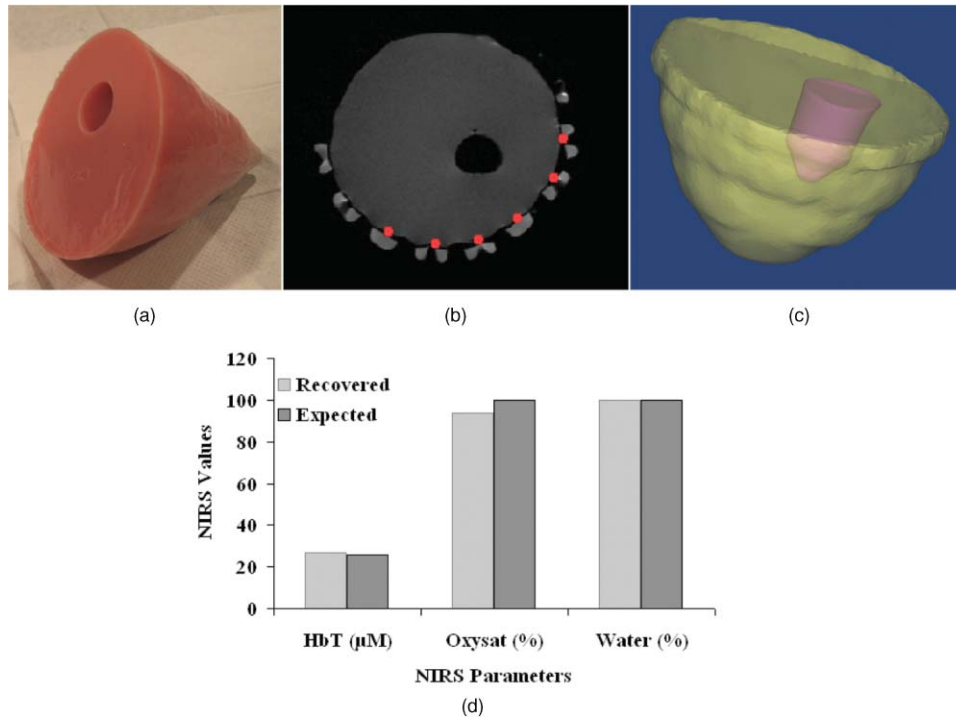 (a)
(b)
(c)
120
100
80
60
40
20
0
NIRS Values
Recovered
Expected
HbT (µM)
Oxysat (%)
Water (%)
NIRS Parameters
(d)